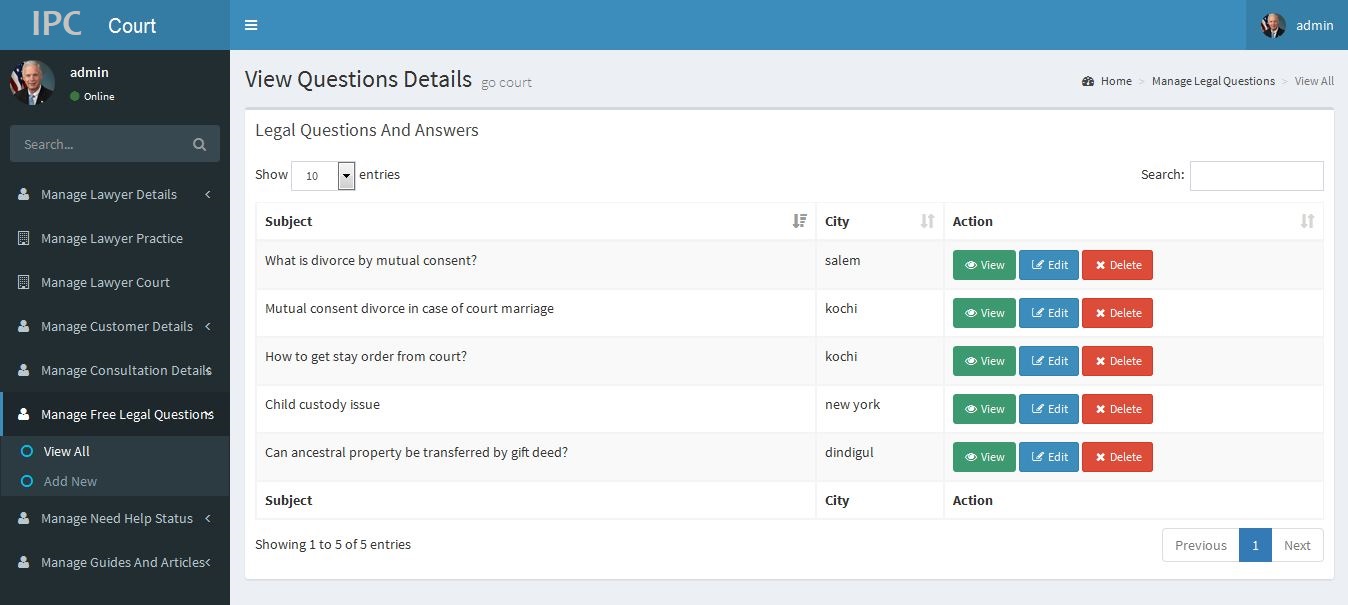 IPC Court
admin
admin
Online
View Questions Details go court
Home > Manage Legal Questions > View All
Search...
Legal Questions And Answers
Show 10 entries
Search:
Manage Lawyer Details
Manage Lawyer Practice
Manage Lawyer Court
Manage Customer Details
Manage Consultation Details
Manage Free Legal Questions
View All
Add New
Manage Need Help Status
Manage Guides And Articles
Subject City Action
What is divorce by mutual consent? salem View Edit Delete
Mutual consent divorce in case of court marriage kochi View Edit Delete
How to get stay order from court? kochi View Edit Delete
Child custody issue new york View Edit Delete
Can ancestral property be transferred by gift deed? dindigul View Edit Delete
Subject City Action
Showing 1 to 5 of 5 entries
Previous 1 Next